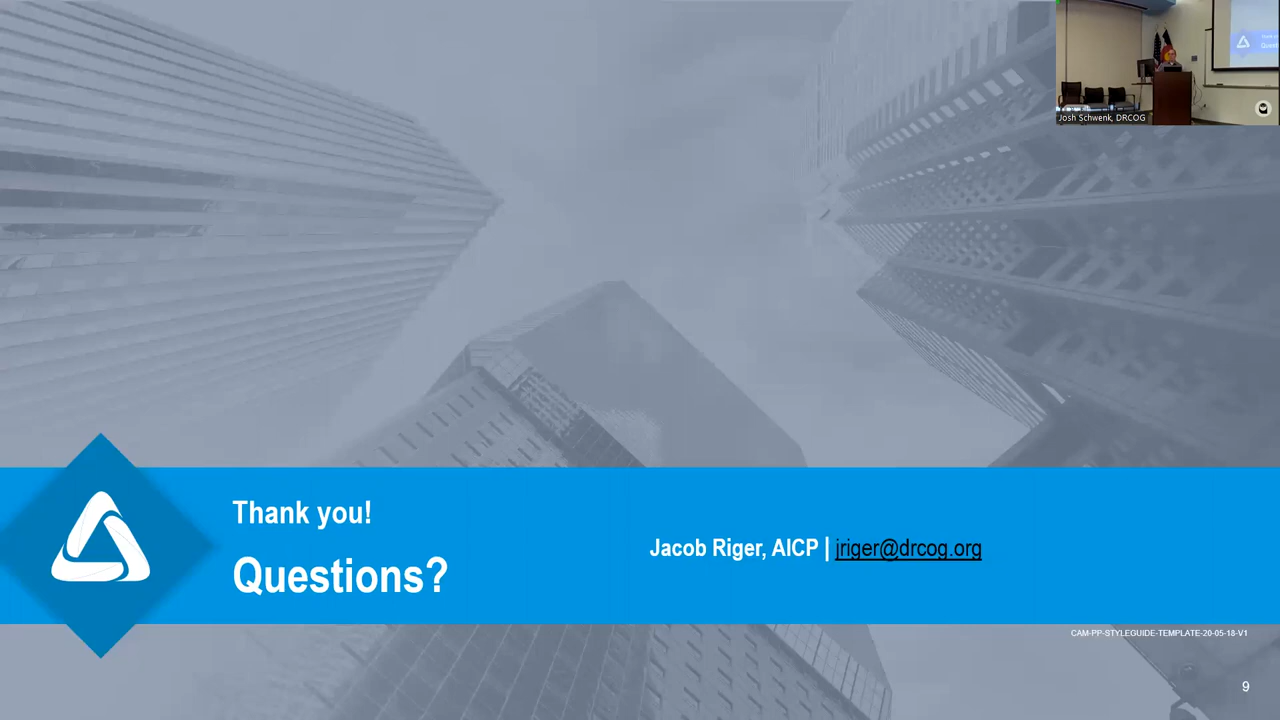 Josh Schwenk, DRCOG
Thank you!
Questions?
Jacob Riger, AICP | jriger@drcog.org
CAM-PP-STYLEGUIDE-TEMPLATE-20-05-18-V1
9